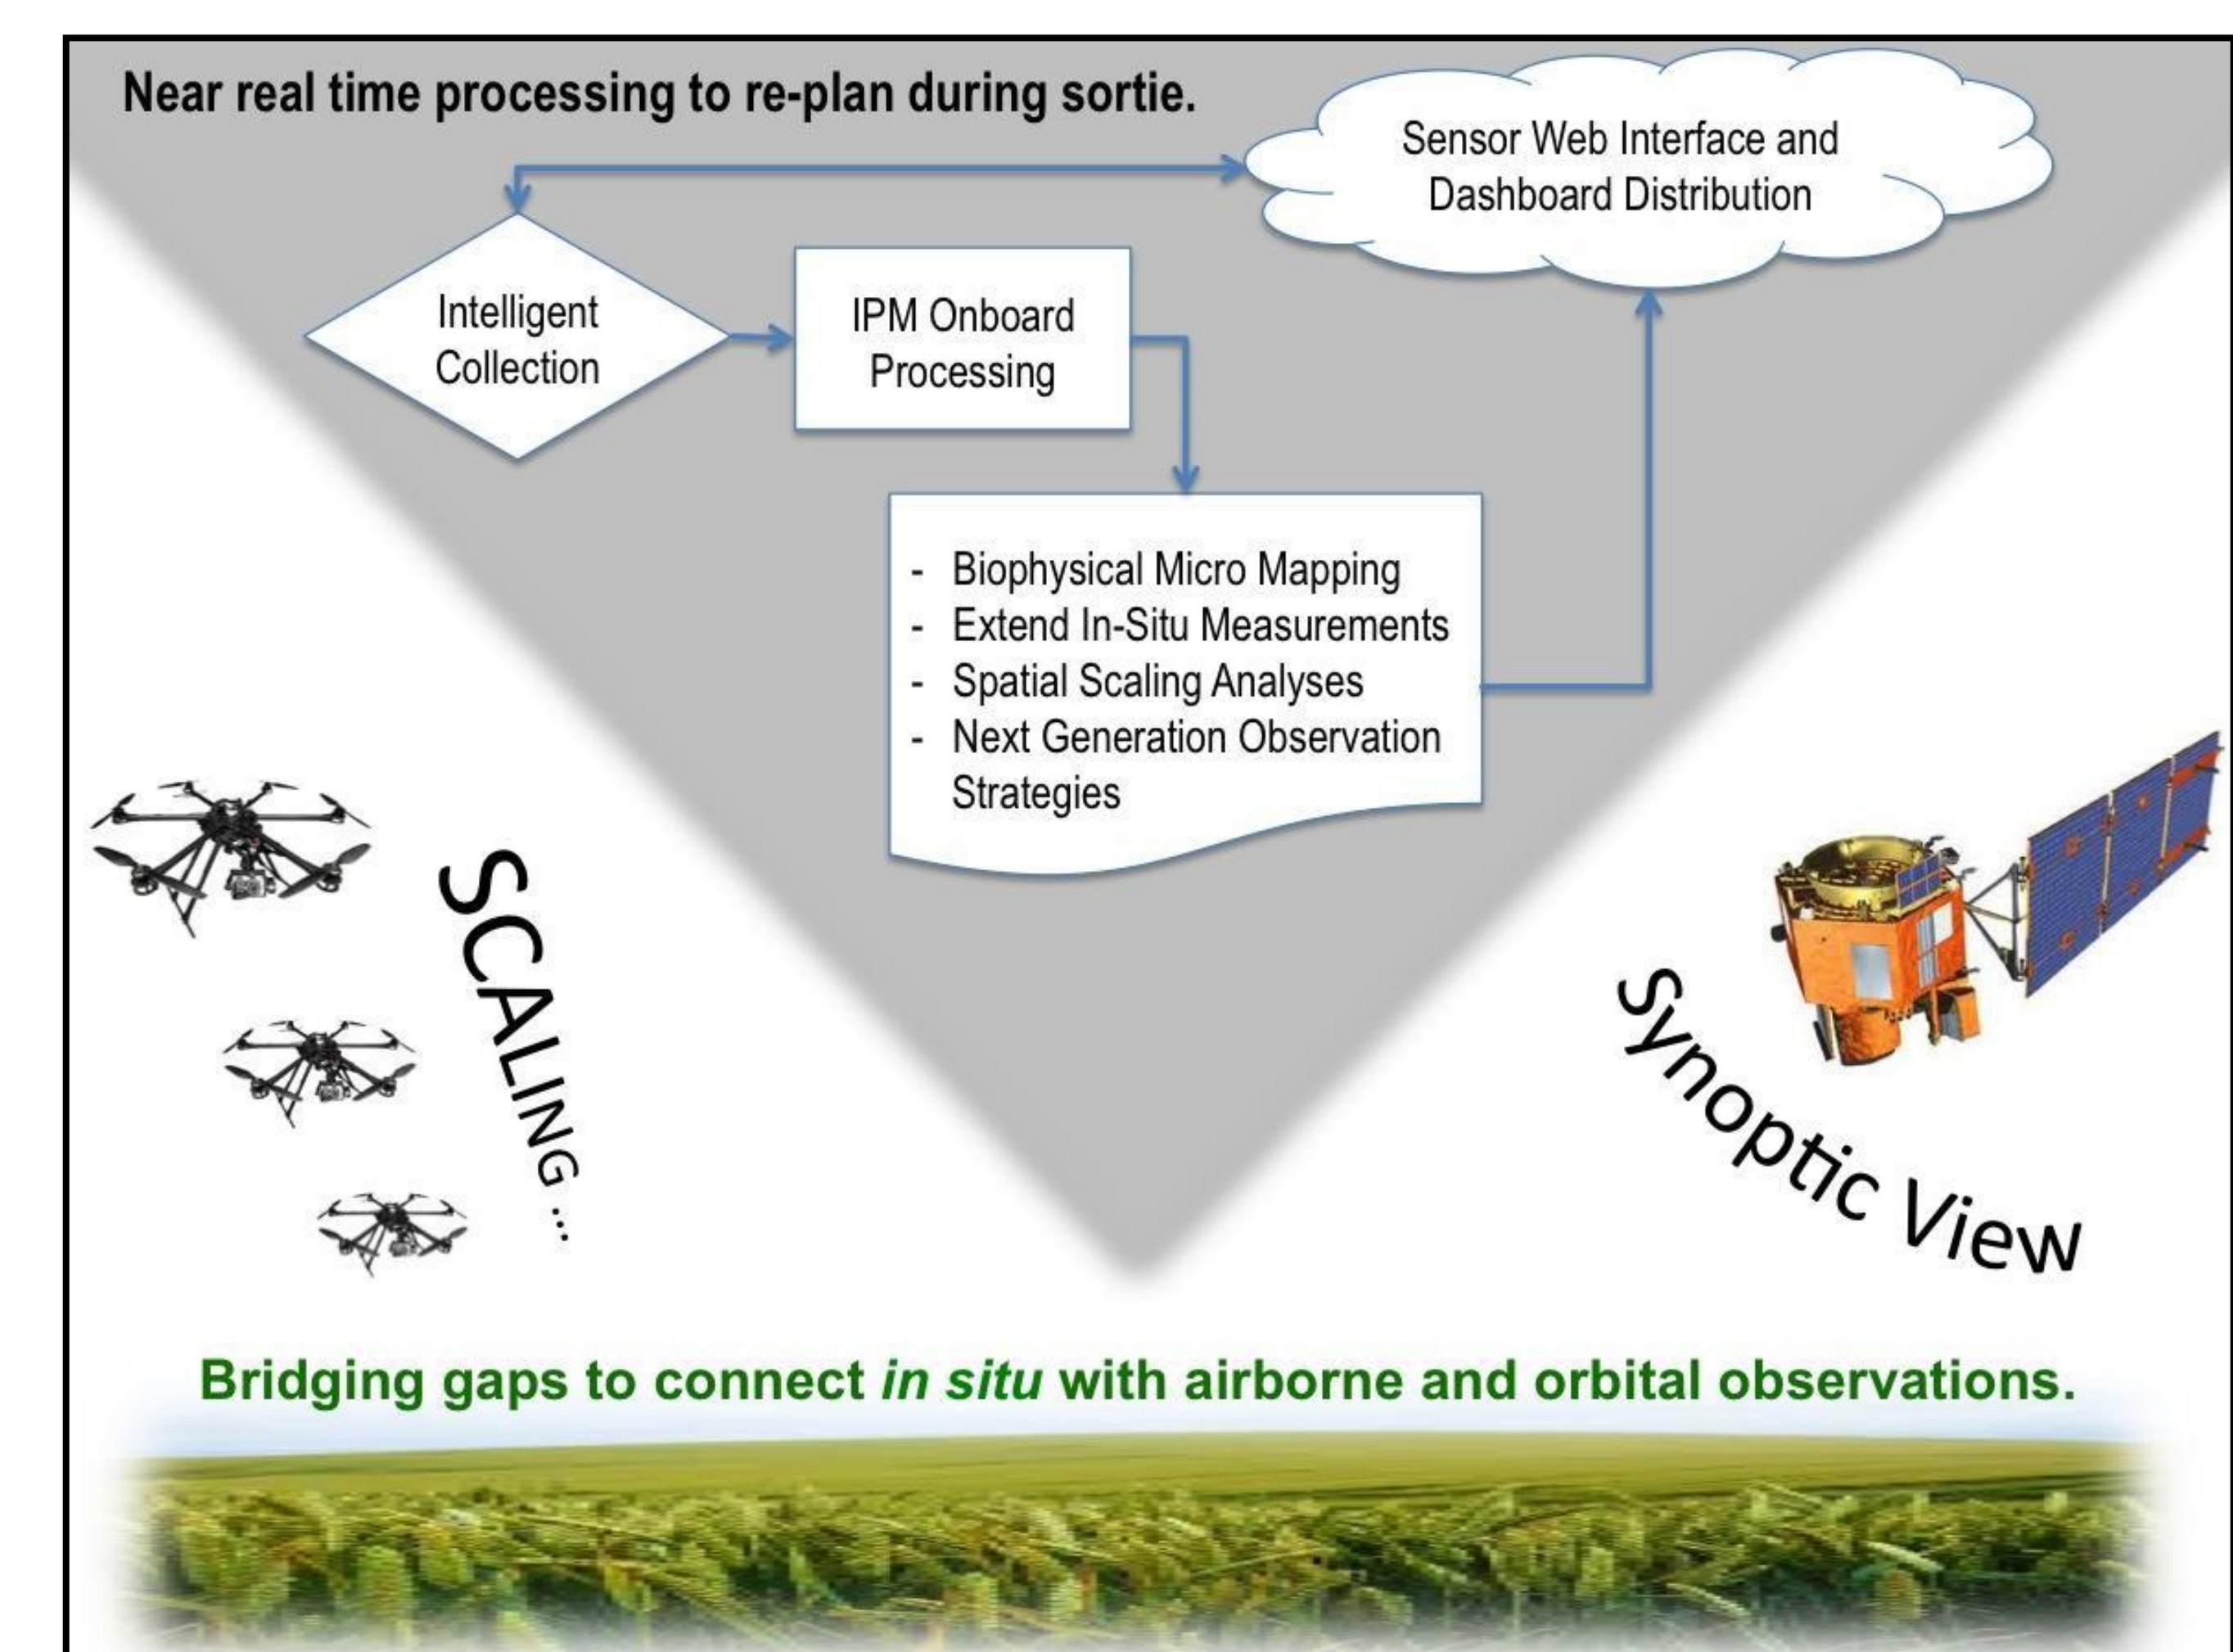 Near real time processing to re-plan during sortie.
Sensor Web Interface and
Dashboard Distribution
Intelligent
Collection
IPM Onboard
Processing
- Biophysical Micro Mapping
- Extend In-Situ Measurements
- Spatial Scaling Analyses
- Next Generation Observation
Strategies
SCALING ...
Synoptic View
Bridging gaps to connect in situ with airborne and orbital observations.